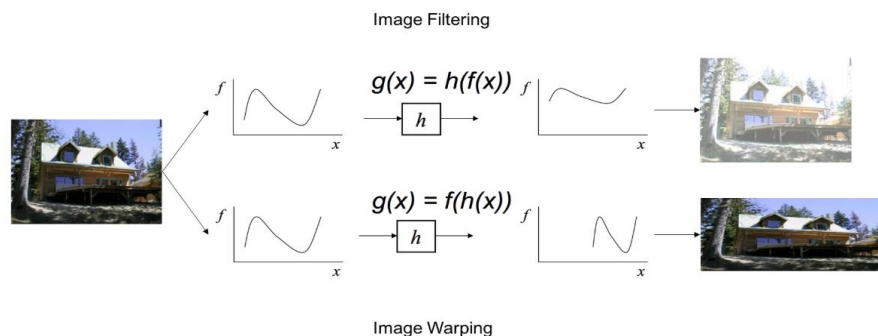 Image Filtering
f
x
g(x) = h(f(x))
h
f
x
f
x
g(x) = f(h(x))
h
f
x
Image Warping